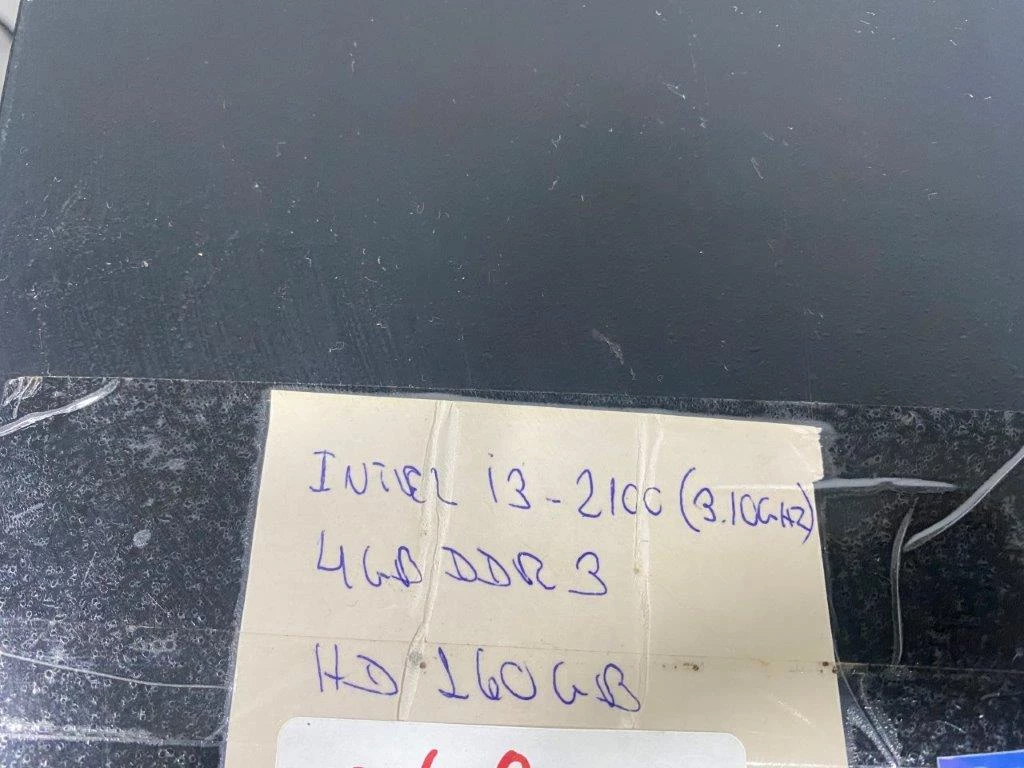 INTEL i3-2100 (3.10GHz)
4GB DDR3
HD 160GB